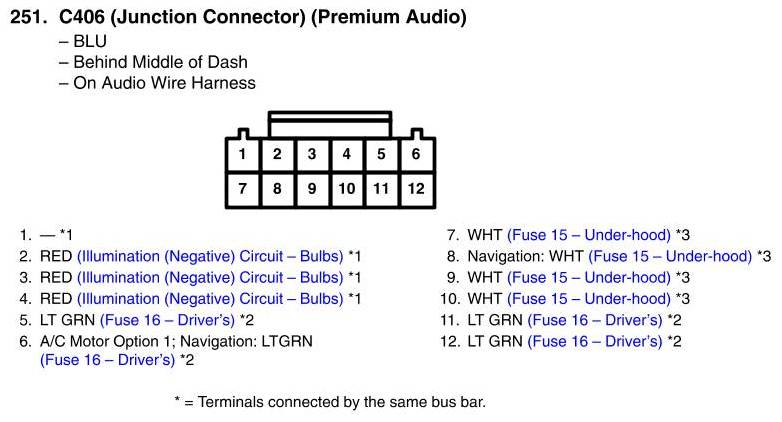 251. C406 (Junction Connector) (Premium Audio)
– BLU
– Behind Middle of Dash
– On Audio Wire Harness
1 2 3 4 5 6
7 8 9 10 11 12
1. — *1
2. RED (Illumination (Negative) Circuit – Bulbs) *1
3. RED (Illumination (Negative) Circuit – Bulbs) *1
4. RED (Illumination (Negative) Circuit – Bulbs) *1
5. LT GRN (Fuse 16 – Driver's) *2
6. A/C Motor Option 1; Navigation: LTGRN
(Fuse 16 – Driver's) *2
7. WHT (Fuse 15 – Under-hood) *3
8. Navigation: WHT (Fuse 15 – Under-hood) *3
9. WHT (Fuse 15 – Under-hood) *3
10. WHT (Fuse 15 – Under-hood) *3
11. LT GRN (Fuse 16 – Driver's) *2
12. LT GRN (Fuse 16 – Driver's) *2
* = Terminals connected by the same bus bar.